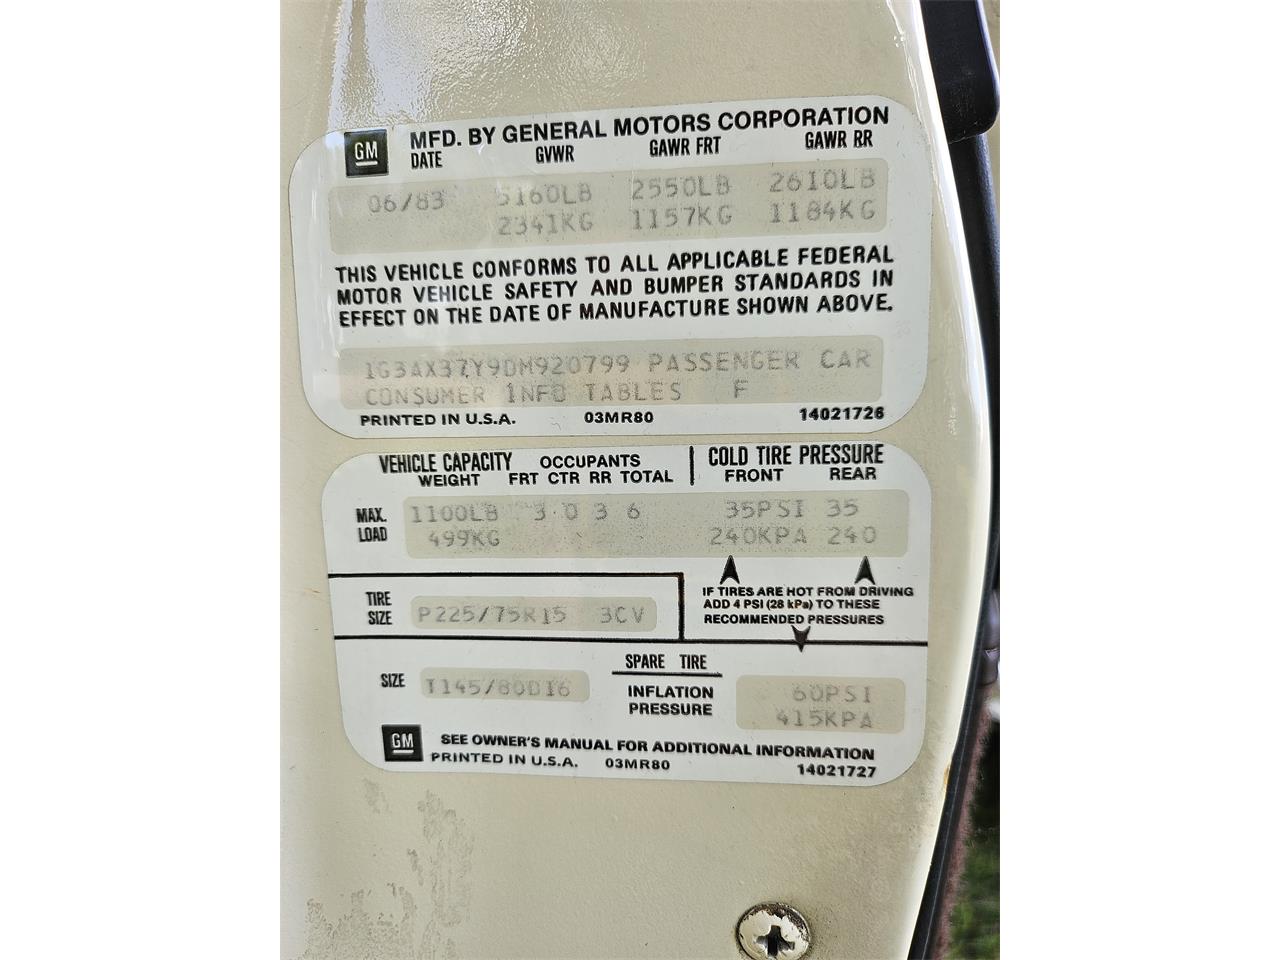 GM MFD. BY GENERAL MOTORS CORPORATION
DATE GVWR GAWR FRT GAWR RR
06/83 5160LB 2550LB 2610LB
2341KG 1157KG 1184KG
THIS VEHICLE CONFORMS TO ALL APPLICABLE FEDERAL
MOTOR VEHICLE SAFETY AND BUMPER STANDARDS IN
EFFECT ON THE DATE OF MANUFACTURE SHOWN ABOVE.
1G3AX37Y9DM920799 PASSENGER CAR
CONSUMER INFO TABLES F
PRINTED IN U.S.A. 03MR80 14021726
VEHICLE CAPACITY OCCUPANTS COLD TIRE PRESSURE
WEIGHT FRT CTR RR TOTAL FRONT REAR
MAX. LOAD 1100LB 3 0 3 6 35PSI 35
499KG 240KPA 240
IF TIRES ARE HOT FROM DRIVING
ADD 4 PSI (28 kPa) TO THESE
RECOMMENDED PRESSURES
TIRE SIZE P225/75R15 3CV
SPARE TIRE
SIZE T145/80D16 INFLATION PRESSURE 60PSI
415KPA
GM SEE OWNER'S MANUAL FOR ADDITIONAL INFORMATION
PRINTED IN U.S.A. 03MR80 14021727